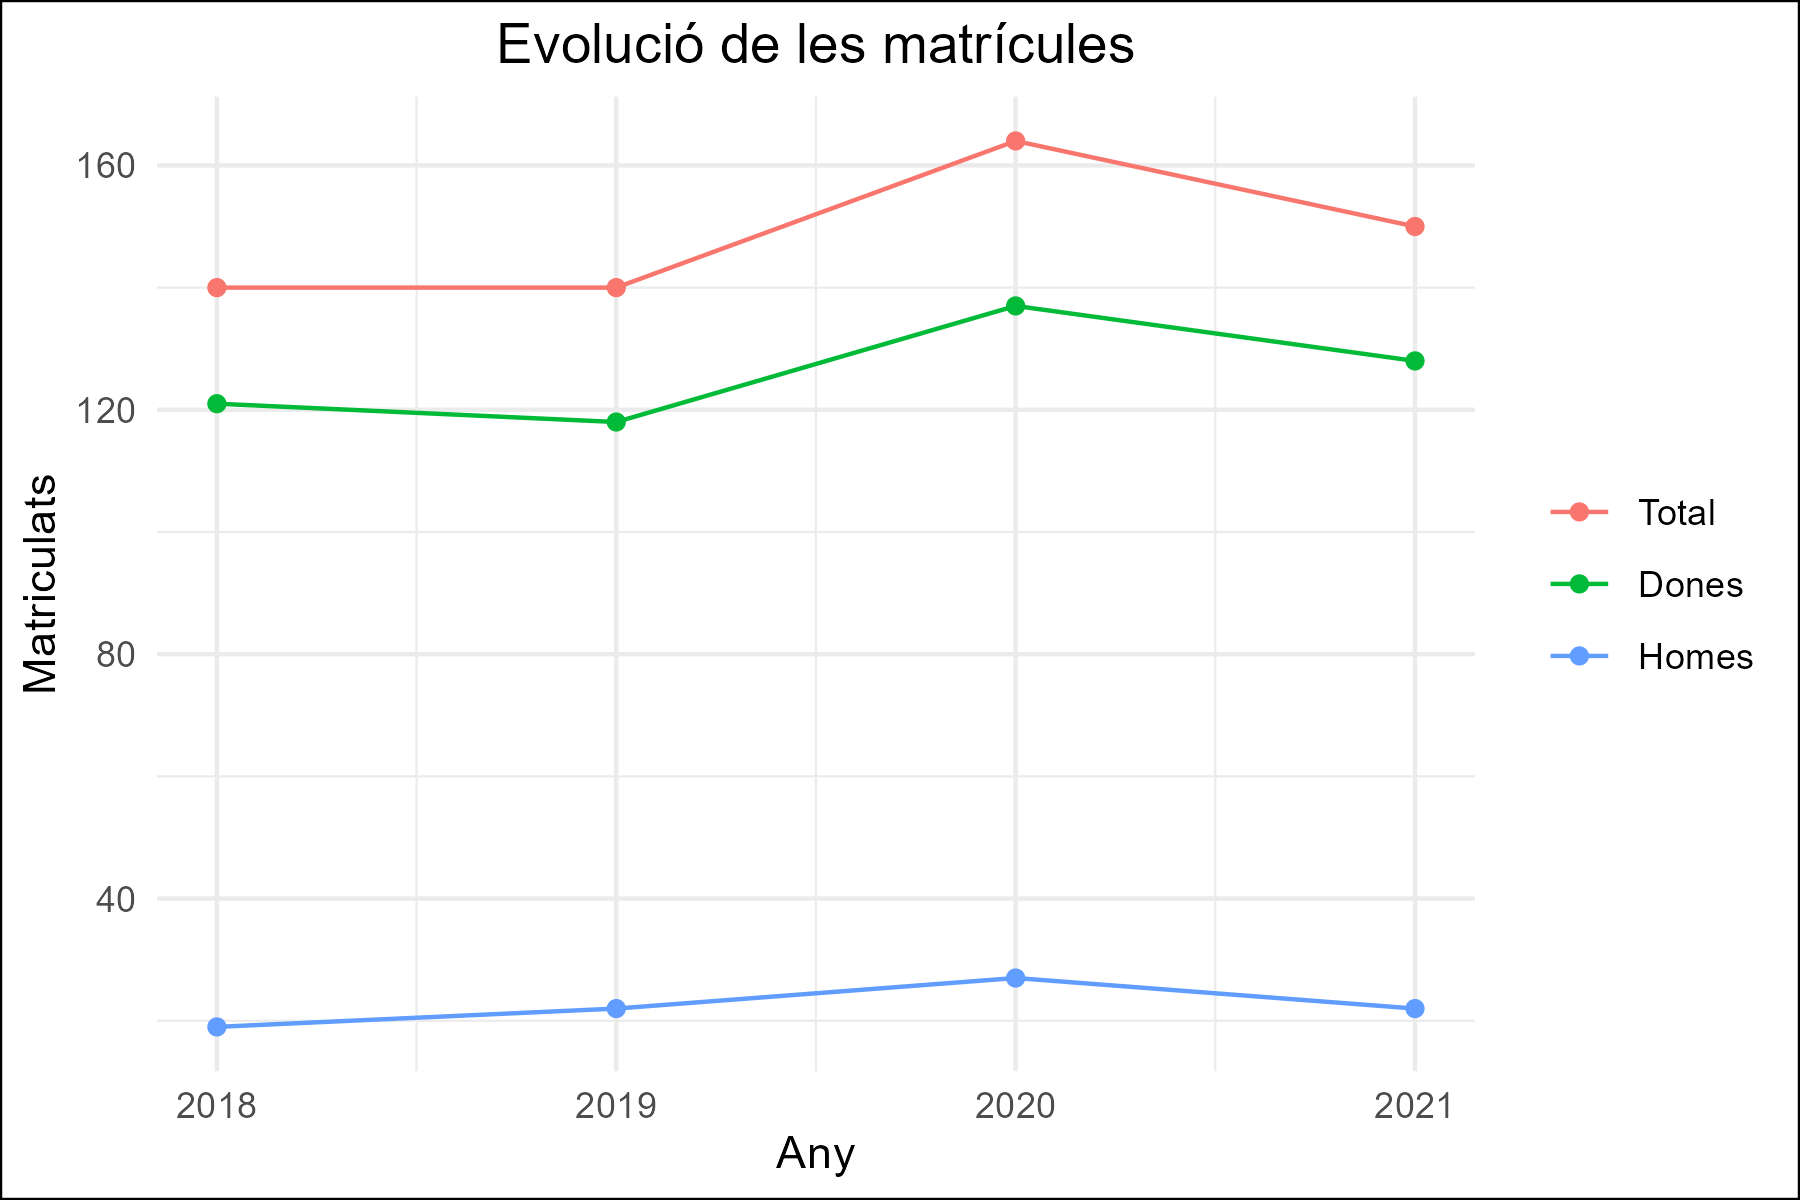 Evolució de les matrícules
160
120
80
40
Matriculats
2018
2019
2020
2021
Any
Total
Dones
Homes